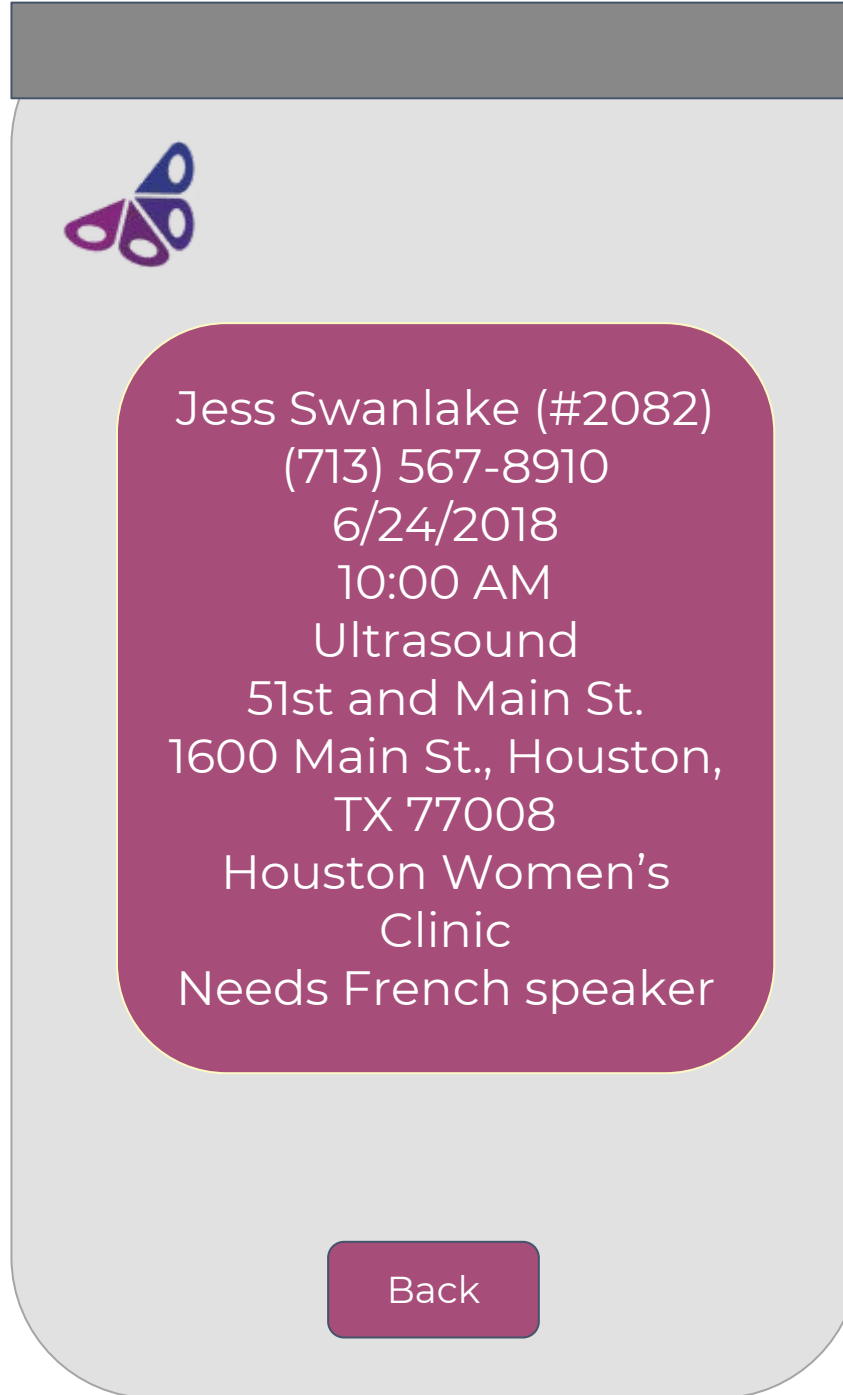 Jess Swanlake (#2082)
(713) 567-8910
6/24/2018
10:00 AM
Ultrasound
51st and Main St.
1600 Main St., Houston,
TX 77008
Houston Women’s
Clinic
Needs French speaker
Back